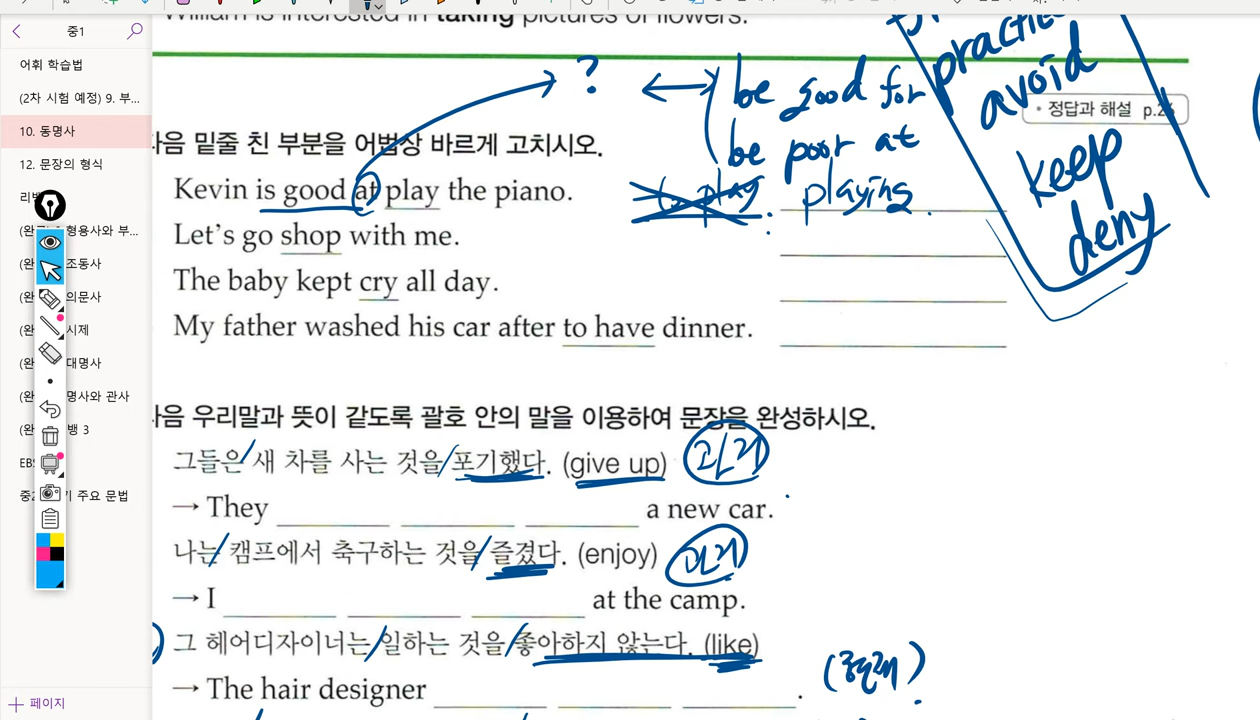 중1
어휘 학습법
(2차 시험 예정) 9. 부...
10. 동명사
12. 문장의 형식
형용사와 부...
조동사
의문사
시제
대명사
명사와 관사
뱅 3
주요 문법
페이지
William is interested in taking pictures of flowers.
? be good for
be poor at
practice
avoid
keep
deny
• 정답과 해설 p.
다음 밑줄 친 부분을 어법상 바르게 고치시오.
Kevin is good at play the piano. playing.
Let's go shop with me.
The baby kept cry all day.
My father washed his car after to have dinner.
다음 우리말과 뜻이 같도록 괄호 안의 말을 이용하여 문장을 완성하시오.
그들은 새 차를 사는 것을 포기했다. (give up) 과거
→ They a new car.
나는 캠프에서 축구하는 것을 즐겼다. (enjoy) 과거
→ I at the camp.
그 헤어디자이너는 일하는 것을 좋아하지 않는다. (like)
→ The hair designer . (현재)